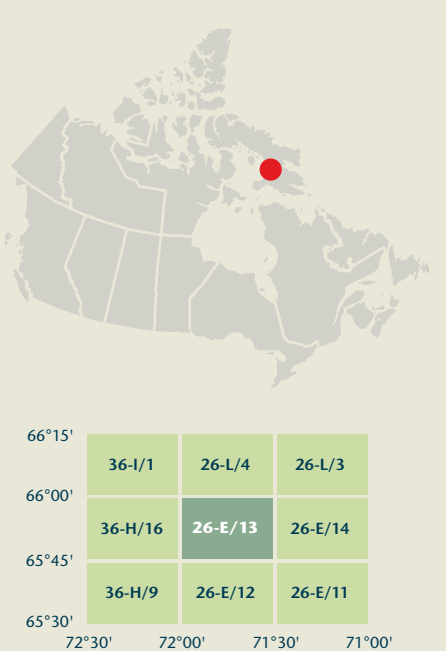 66°15'
36-I/1 26-L/4 26-L/3
66°00'
36-H/16 26-E/13 26-E/14
65°45'
36-H/9 26-E/12 26-E/11
65°30'
72°30' 72°00' 71°30' 71°00'